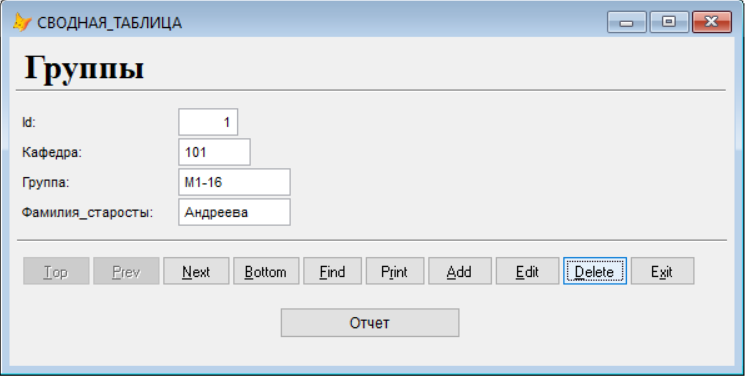 СВОДНАЯ_ТАБЛИЦА
Группы
Id: 1
Кафедра: 101
Группа: М1-16
Фамилия_старосты: Андреева
Top Prev Next Bottom Find Print Add Edit Delete Exit
Отчет